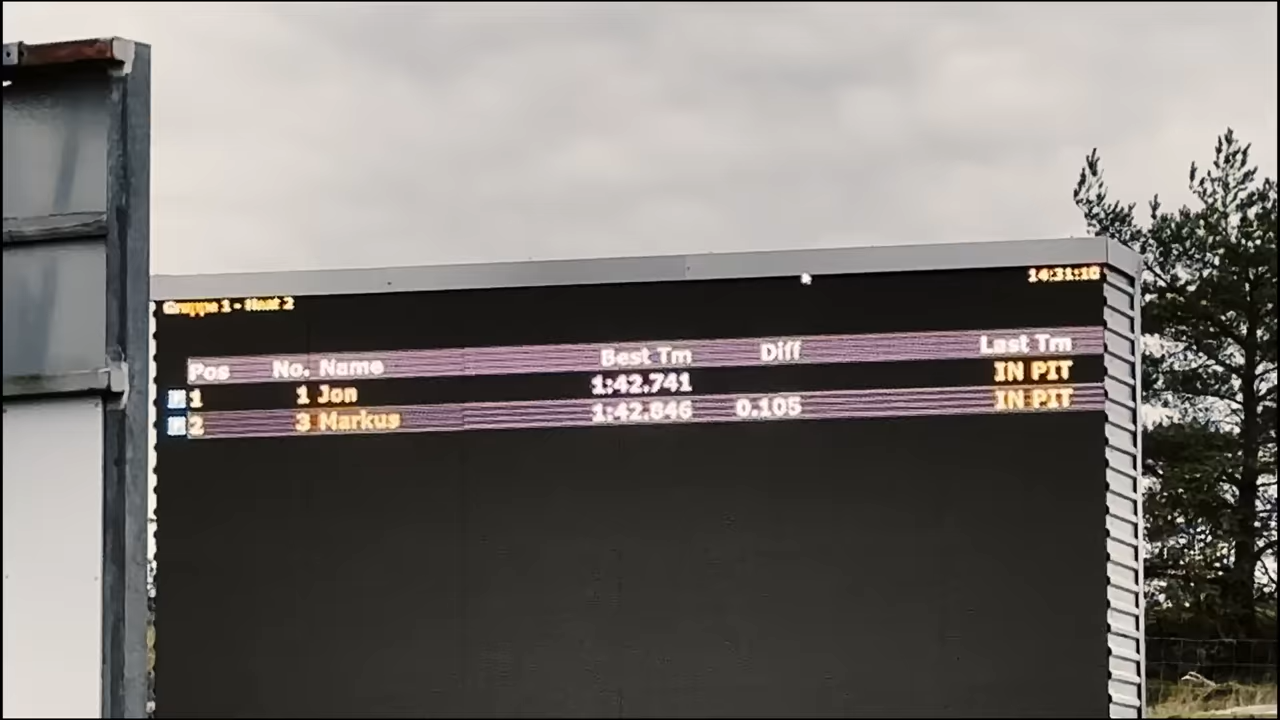 Gruppe 1 - Heat 2
14:31:10
Pos No. Name Best Tm Diff Last Tm
1 1 Jon 1:42.741 IN PIT
2 3 Markus 1:42.846 0.105 IN PIT